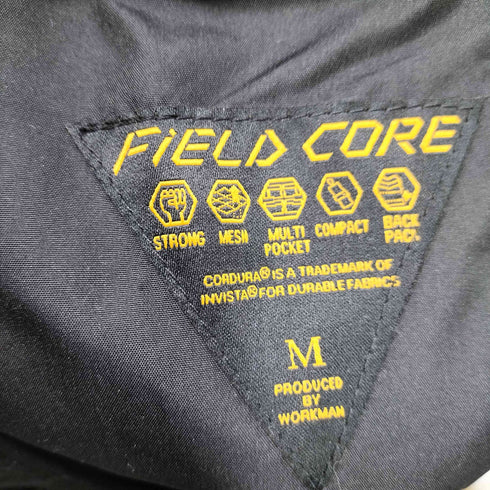 FiELD CORE
STRONG MESH MULTI POCKET COMPACT BACK PACK
CORDURA® IS A TRADEMARK OF
INVISTA® FOR DURABLE FABRICS
M
PRODUCED
BY
WORKMAN